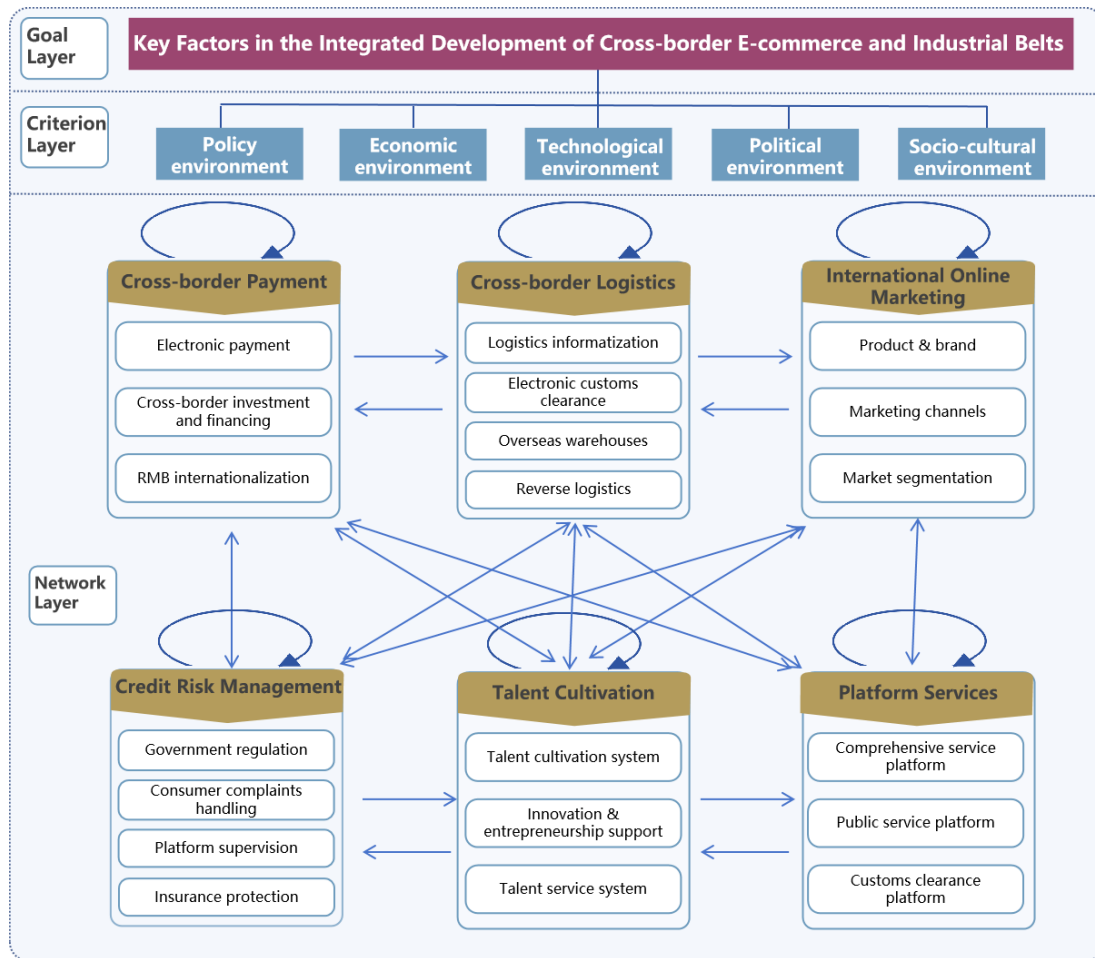 Goal
Layer
Key Factors in the Integrated Development of Cross-border E-commerce and Industrial Belts
Criterion
Layer
Policy
environment
Economic
environment
Technological
environment
Political
environment
Socio-cultural
environment
Cross-border Payment
Electronic payment
Cross-border investment
and financing
RMB internationalization
Cross-border Logistics
Logistics informatization
Electronic customs
clearance
Overseas warehouses
Reverse logistics
International Online
Marketing
Product & brand
Marketing channels
Market segmentation
Network
Layer
Credit Risk Management
Government regulation
Consumer complaints
handling
Platform supervision
Insurance protection
Talent Cultivation
Talent cultivation system
Innovation &
entrepreneurship support
Talent service system
Platform Services
Comprehensive service
platform
Public service platform
Customs clearance
platform